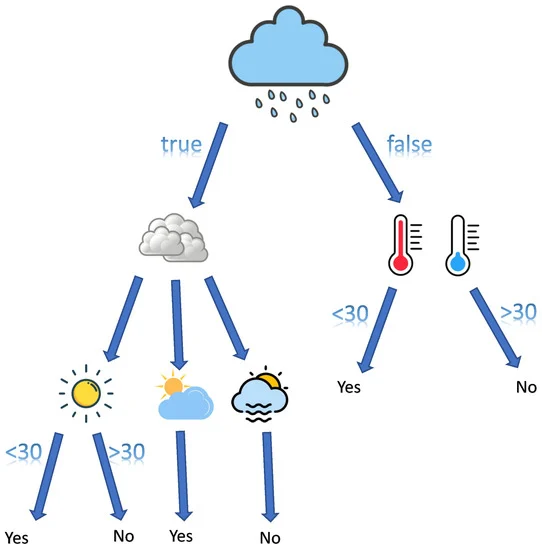 true
false
<30
>30
Yes
No
<30
>30
Yes
No
Yes
No